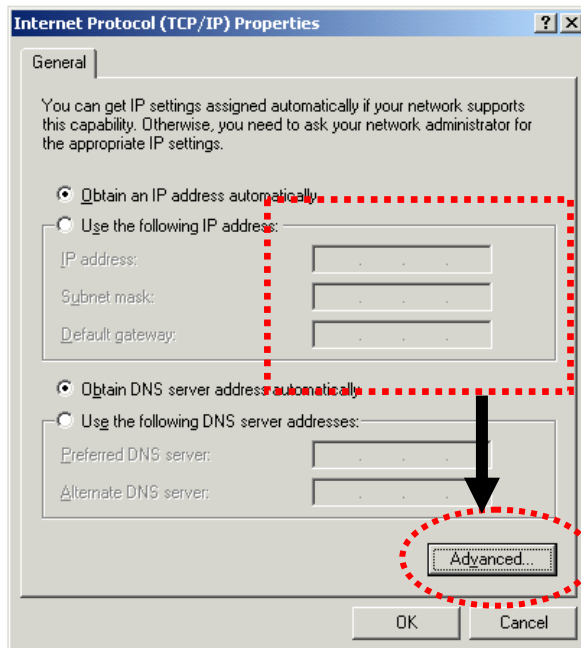 Internet Protocol (TCP/IP) Properties
General
You can get IP settings assigned automatically if your network supports
this capability. Otherwise, you need to ask your network administrator for
the appropriate IP settings.
Obtain an IP address automatically
Use the following IP address:
IP address:
Subnet mask:
Default gateway:
Obtain DNS server address automatically
Use the following DNS server addresses:
Preferred DNS server:
Alternate DNS server:
Advanced...
OK
Cancel